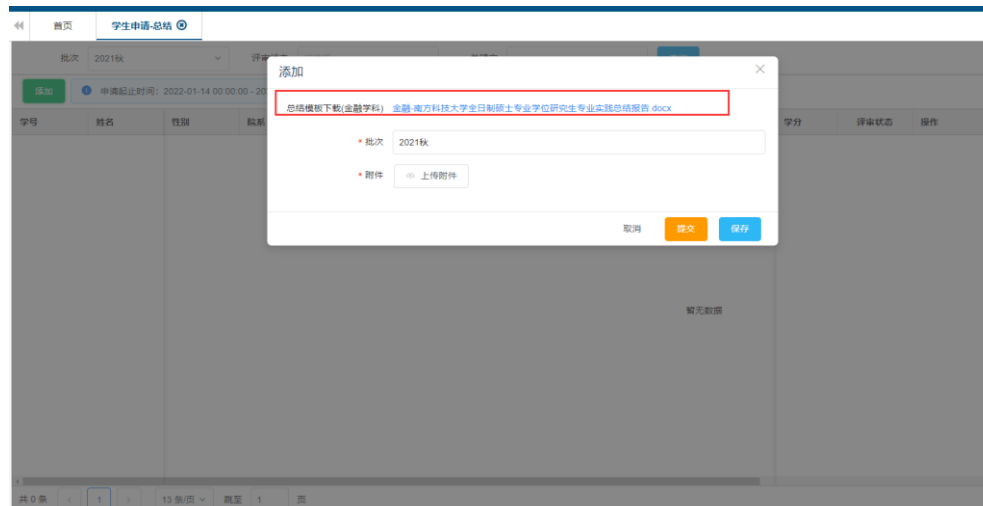 首页 学生申请-总结
批次 2021秋
添加
添加
申请起止时间: 2022-01-14 00:00:00 - 20
总结模板下载(金融学科) 金融-南方科技大学全日制硕士专业学位研究生专业实践总结报告.docx
学号 姓名 性别 院系 学分 评审状态 操作
* 批次 2021秋
* 附件 上传附件
取消 提交 保存
暂无数据
共 0 条 1 15 条/页 跳至 1 页